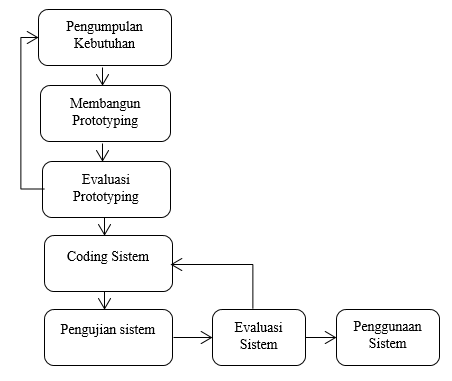 Pengumpulan
Kebutuhan
Membangun
Prototyping
Evaluasi
Prototyping
Coding Sistem
Pengujian sistem
Evaluasi
Sistem
Penggunaan
Sistem